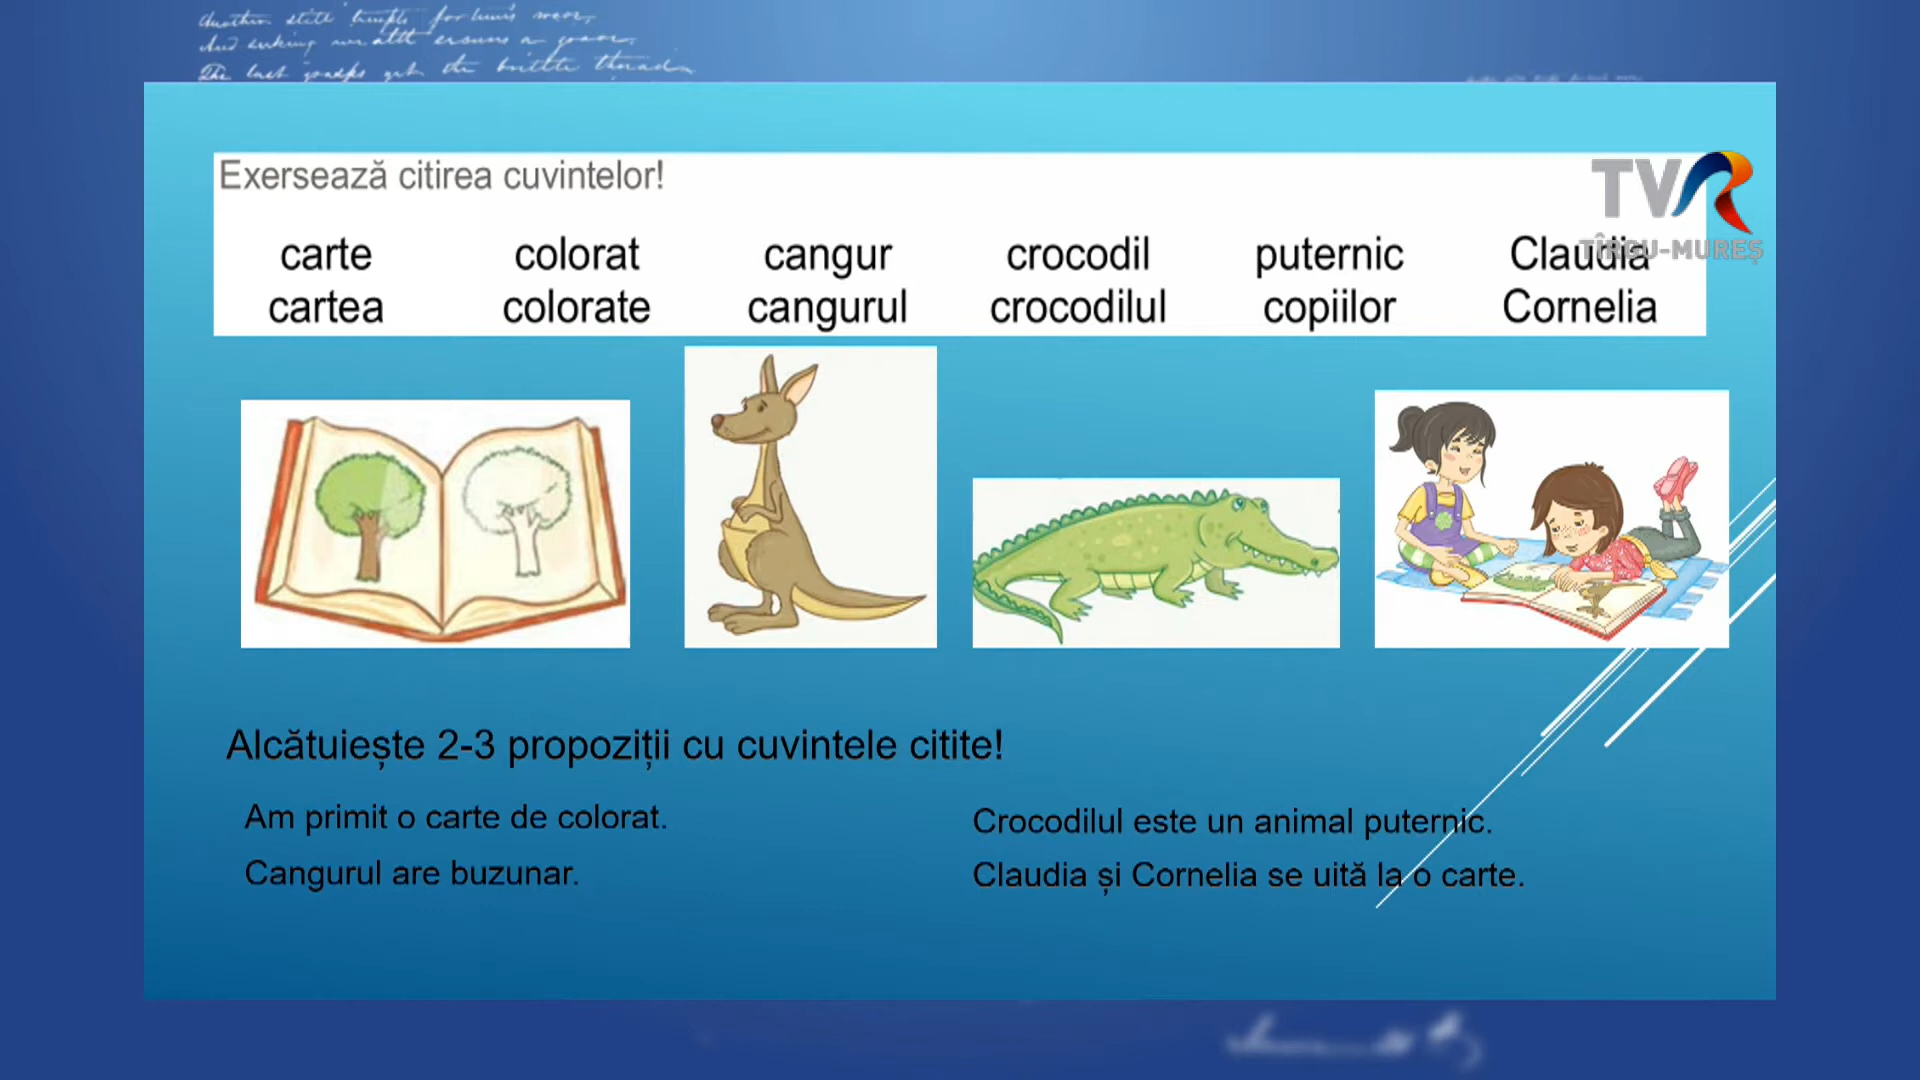 Exersează citirea cuvintelor!
carte colorat cangur crocodil puternic Claudia
cartea colorate cangurul crocodilul copiilor Cornelia
TVR
TÎRGU-MUREȘ
Alcătuiește 2-3 propoziții cu cuvintele citite!
Am primit o carte de colorat.
Cangurul are buzunar.
Crocodilul este un animal puternic.
Claudia și Cornelia se uită la o carte.